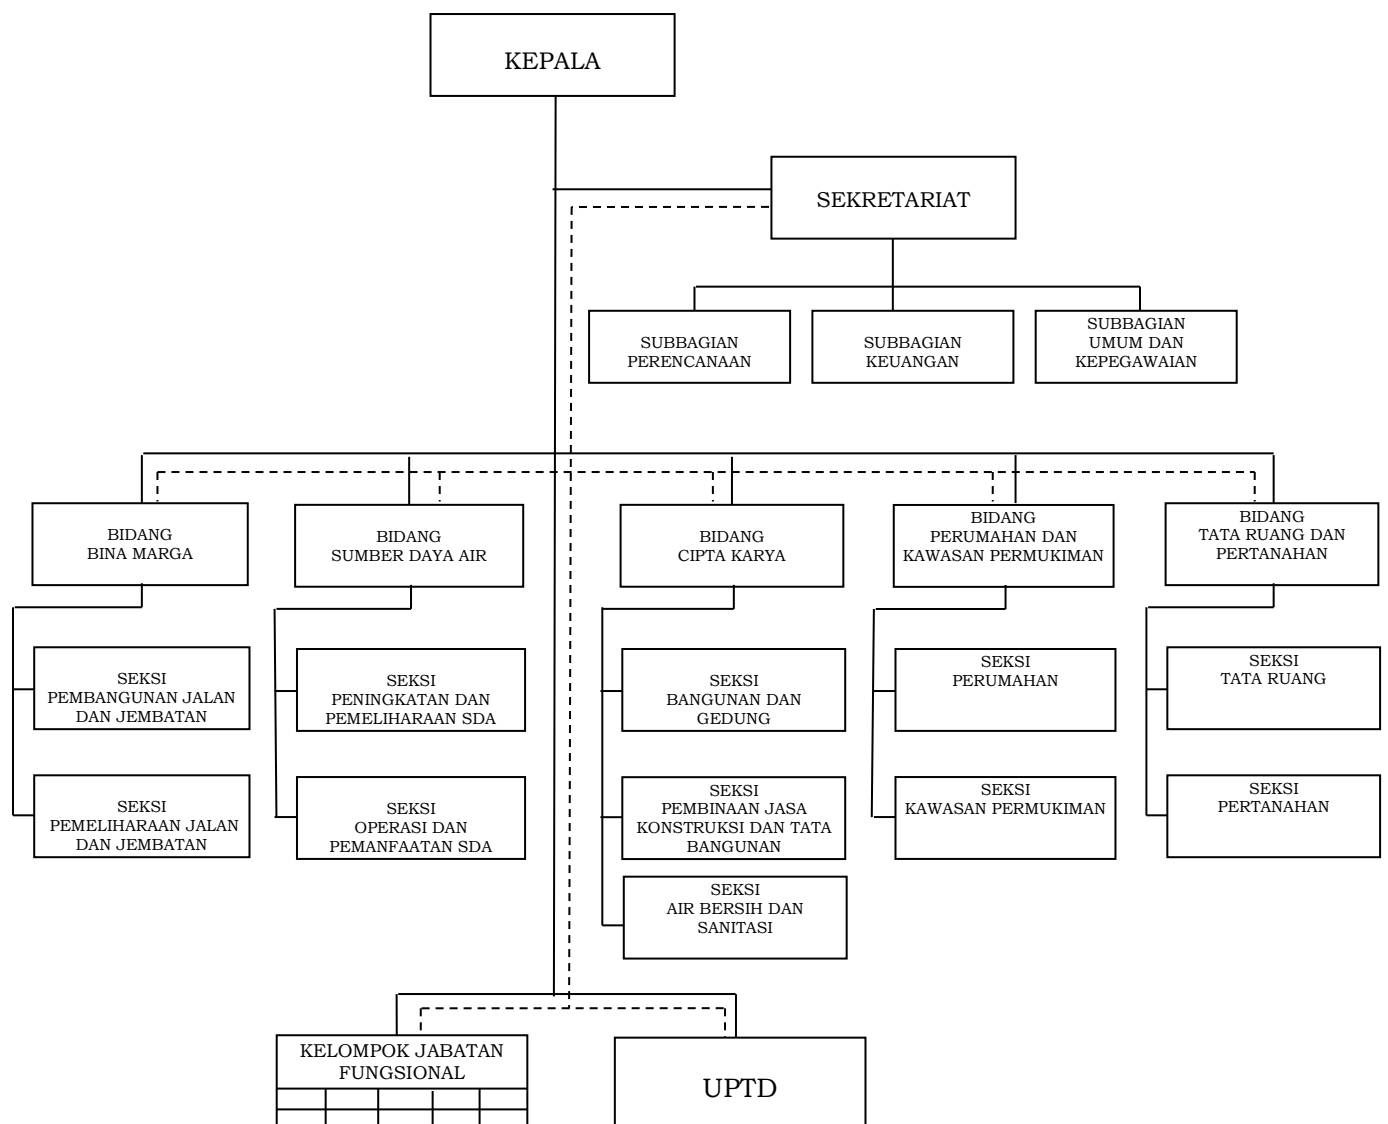 KEPALA
SEKRETARIAT
SUBBAGIAN
PERENCANAAN
SUBBAGIAN
KEUANGAN
SUBBAGIAN
UMUM DAN
KEPEGAWAIAN
BIDANG
BINA MARGA
BIDANG
SUMBER DAYA AIR
BIDANG
CIPTA KARYA
BIDANG
PERUMAHAN DAN
KAWASAN PERMUKIMAN
BIDANG
TATA RUANG DAN
PERTANAHAN
SEKSI
PEMBANGUNAN JALAN
DAN JEMBATAN
SEKSI
PENINGKATAN DAN
PEMELIHARAAN SDA
SEKSI
BANGUNAN DAN
GEDUNG
SEKSI
PERUMAHAN
SEKSI
TATA RUANG
SEKSI
PEMELIHARAAN JALAN
DAN JEMBATAN
SEKSI
OPERASI DAN
PEMANFAATAN SDA
SEKSI
PEMBINAAN JASA
KONSTRUKSI DAN TATA
BANGUNAN
SEKSI
KAWASAN PERMUKIMAN
SEKSI
PERTANAHAN
SEKSI
AIR BERSIH DAN
SANITASI
KELOMPOK JABATAN
FUNGSIONAL
UPTD